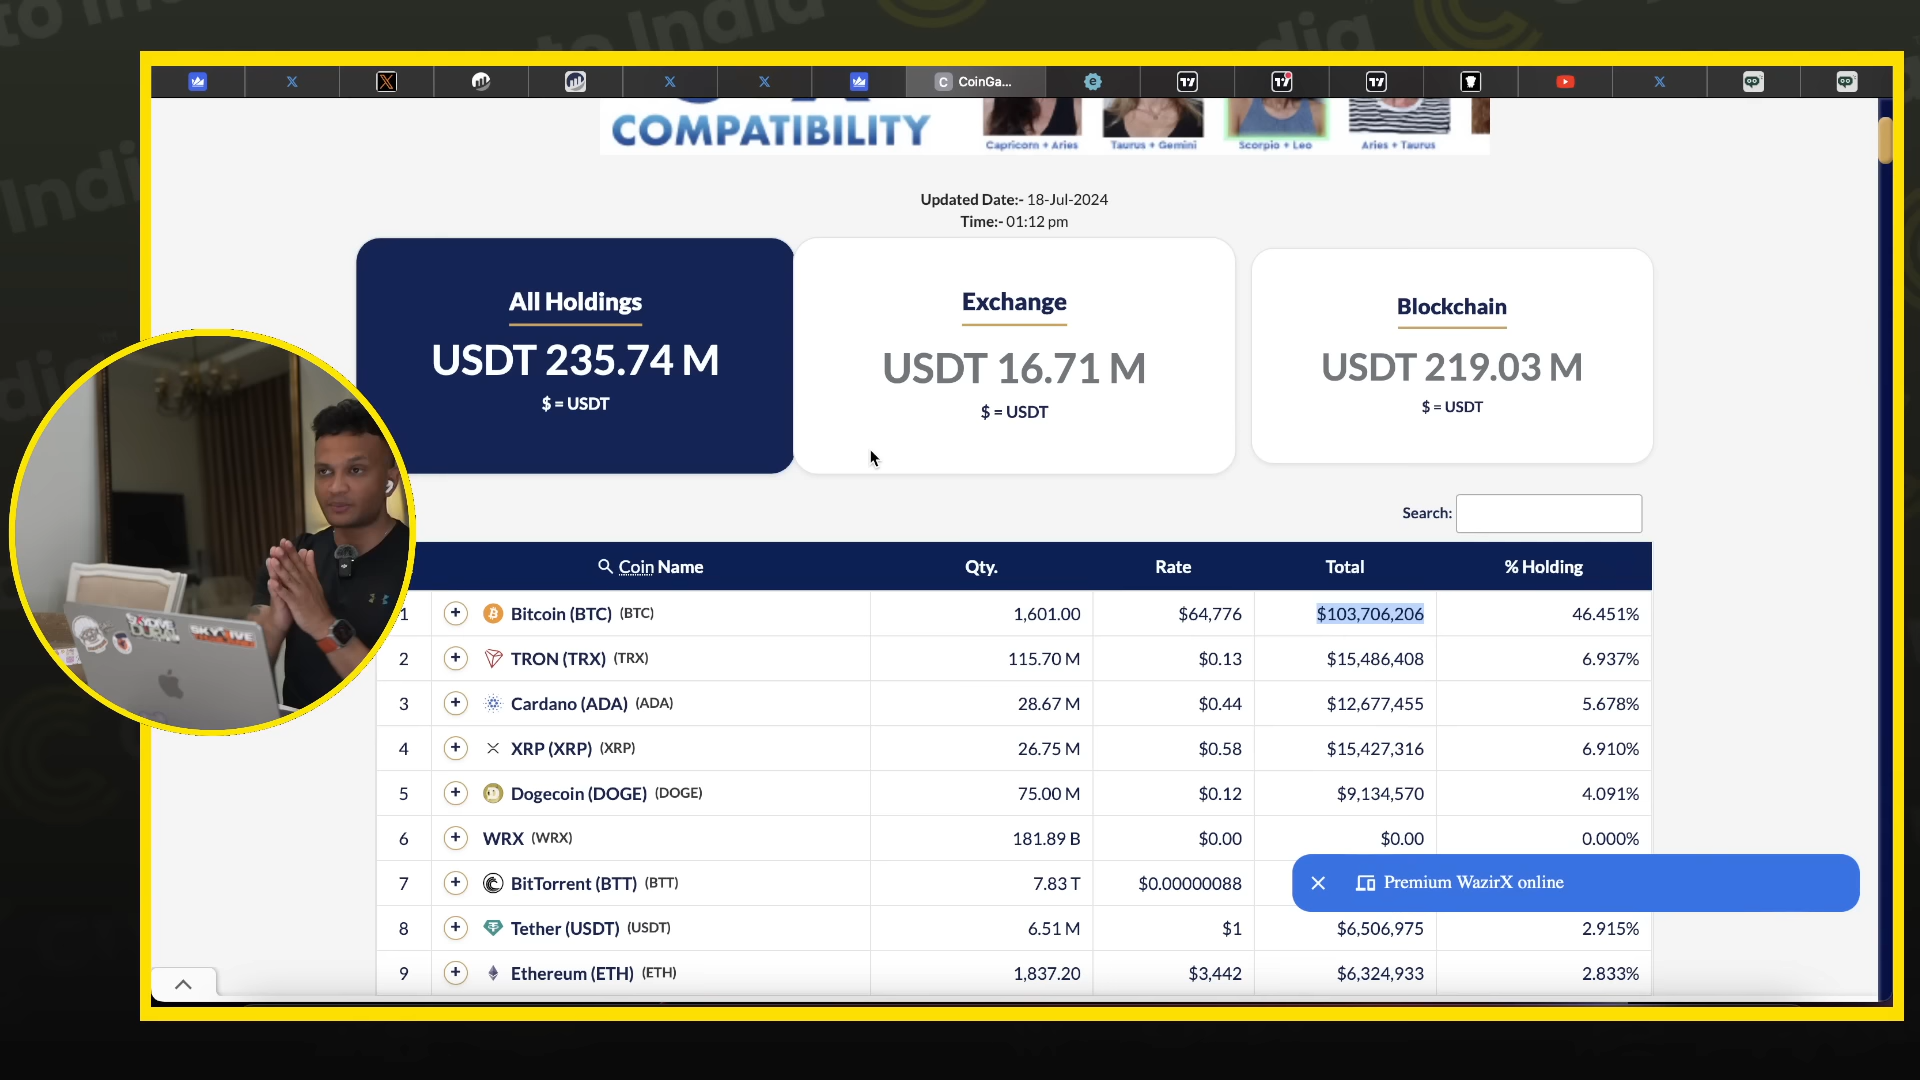 CoinGa...
COMPATIBILITY
Capricorn + Aries
Taurus + Gemini
Scorpio + Leo
Aries + Taurus
Updated Date:- 18-Jul-2024
Time:- 01:12 pm
All Holdings
USDT 235.74 M
$ = USDT
Exchange
USDT 16.71 M
$ = USDT
Blockchain
USDT 219.03 M
$ = USDT
Search:
Coin Name Qty. Rate Total % Holding
1 Bitcoin (BTC) (BTC) 1,601.00 $64,776 $103,706,206 46.451%
2 TRON (TRX) (TRX) 115.70 M $0.13 $15,486,408 6.937%
3 Cardano (ADA) (ADA) 28.67 M $0.44 $12,677,455 5.678%
4 XRP (XRP) (XRP) 26.75 M $0.58 $15,427,316 6.910%
5 Dogecoin (DOGE) (DOGE) 75.00 M $0.12 $9,134,570 4.091%
6 WRX (WRX) 181.89 B $0.00 $0.00 0.000%
7 BitTorrent (BTT) (BTT) 7.83 T $0.00000088
Premium WazirX online
8 Tether (USDT) (USDT) 6.51 M $1 $6,506,975 2.915%
9 Ethereum (ETH) (ETH) 1,837.20 $3,442 $6,324,933 2.833%